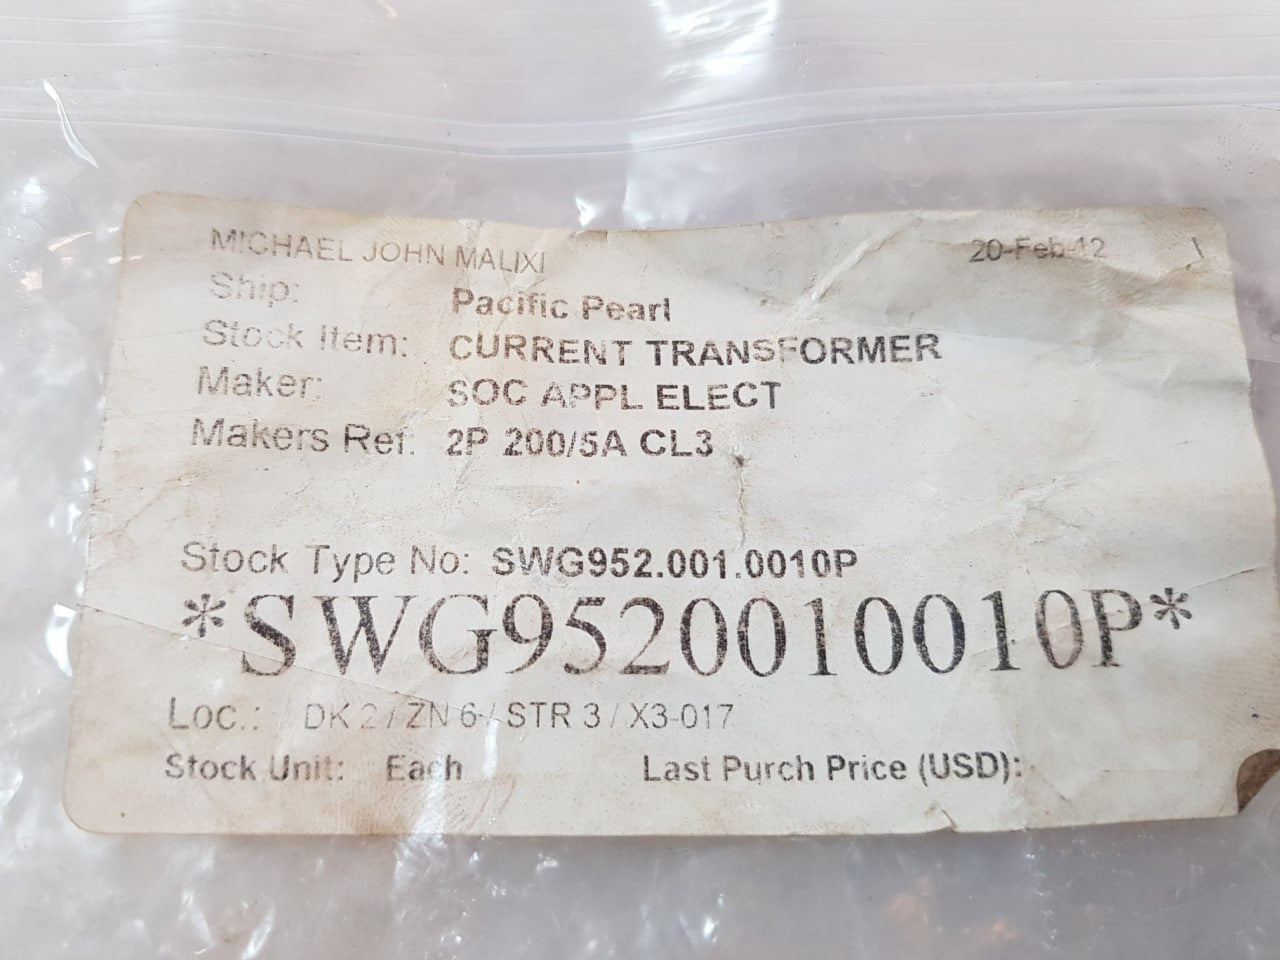 MICHAEL JOHN MALIXI 20-Feb-12
Ship: Pacific Pearl
Stock Item: CURRENT TRANSFORMER
Maker: SOC APPL ELECT
Makers Ref: 2P 200/5A CL3
Stock Type No: SWG952.001.0010P
*SWG9520010010P*
Loc.: DK 2 / ZN 6 / STR 3 / X3-017
Stock Unit: Each Last Purch Price (USD):